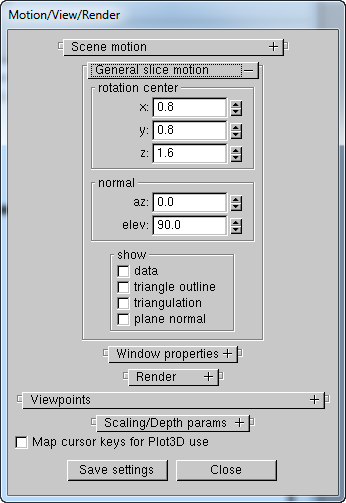 Motion/View/Render
Scene motion +
General slice motion −
rotation center
x: 0.8
y: 0.8
z: 1.6
normal
az: 0.0
elev: 90.0
show
data
triangle outline
triangulation
plane normal
Window properties +
Render +
Viewpoints +
Scaling/Depth params +
Map cursor keys for Plot3D use
Save settings Close